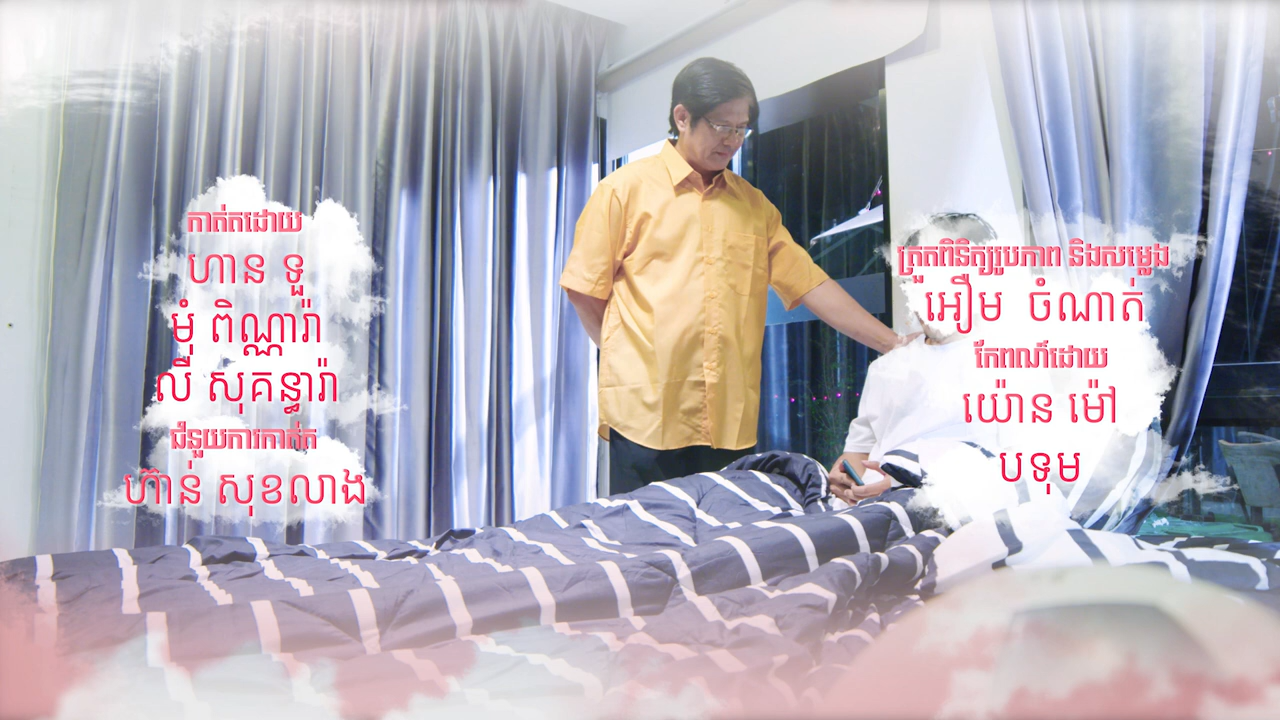 កាត់តដោយ
ហាន ទួ
មុំ ពិណ្ណារ៉ា
លី សុគន្ធារ៉ា
ជំនួយការកាត់ត
ហ៊ាន់ សុខលាង
ត្រួតពិនិត្យរូបភាព និងសម្លេង
អឿម ចំណាត់
កែពណ៌ដោយ
យ៉ោន ម៉ៅ
បទុម